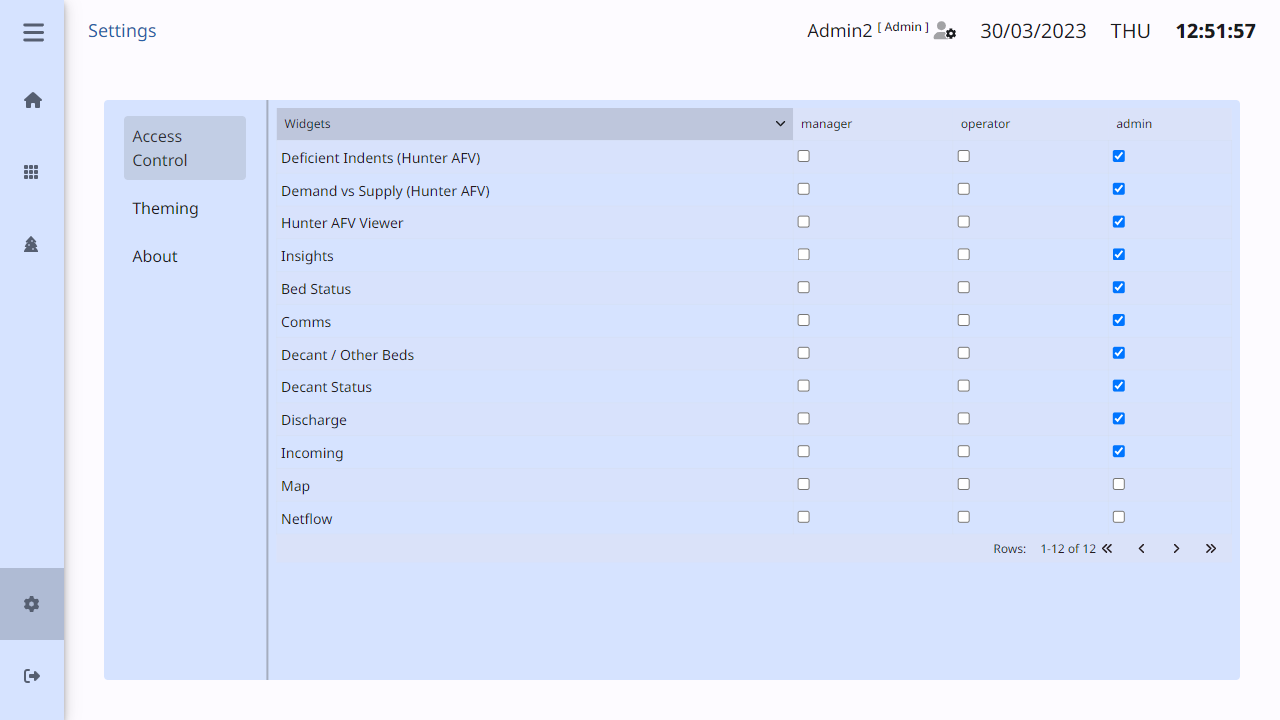 Settings
Admin2 [ Admin ] 30/03/2023 THU 12:51:57
Access
Control
Theming
About
Widgets manager operator admin
Deficient Indents (Hunter AFV)
Demand vs Supply (Hunter AFV)
Hunter AFV Viewer
Insights
Bed Status
Comms
Decant / Other Beds
Decant Status
Discharge
Incoming
Map
Netflow
Rows: 1-12 of 12